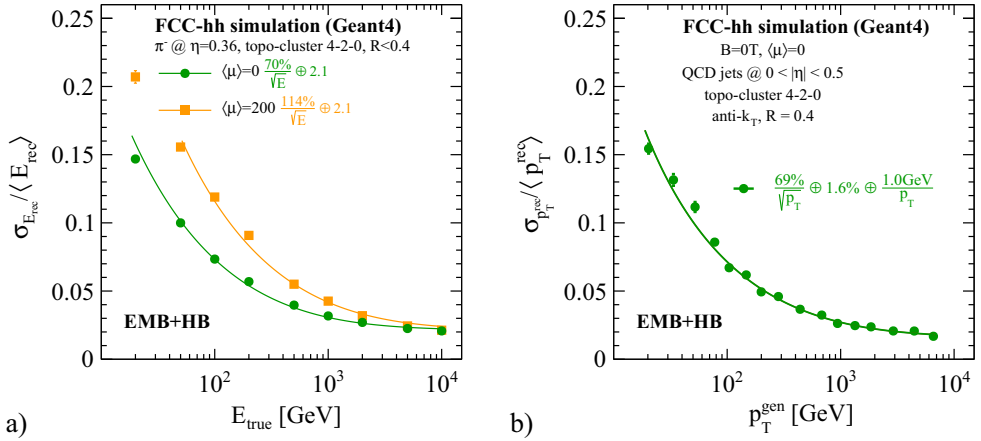 FCC-hh simulation (Geant4)
π⁻ @ η=0.36, topo-cluster 4-2-0, R<0.4
⟨μ⟩=0 70%/√E ⊕ 2.1
⟨μ⟩=200 114%/√E ⊕ 2.1
σ_{E_rec}/⟨E_rec⟩
0.25
0.2
0.15
0.1
0.05
0
EMB+HB
10² 10³ 10⁴
E_true [GeV]
a)
FCC-hh simulation (Geant4)
B=0T, ⟨μ⟩=0
QCD jets @ 0 < |η| < 0.5
topo-cluster 4-2-0
anti-k_T, R = 0.4
69%/√p_T ⊕ 1.6% ⊕ 1.0GeV/p_T
σ_{p_T^rec}/⟨p_T^rec⟩
0.25
0.2
0.15
0.1
0.05
0
EMB+HB
10² 10³ 10⁴
p_T^gen [GeV]
b)